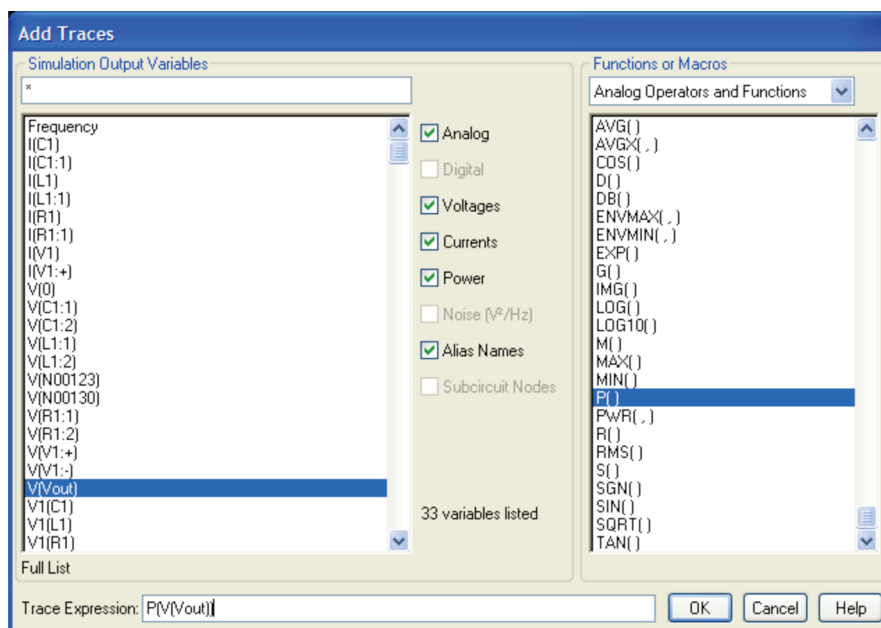 Add Traces
Simulation Output Variables
*
Frequency
I(C1)
I(C1:1)
I(L1)
I(L1:1)
I(R1)
I(R1:1)
I(V1)
I(V1:+)
V(0)
V(C1:1)
V(C1:2)
V(L1:1)
V(L1:2)
V(N00123)
V(N00130)
V(R1:1)
V(R1:2)
V(V1:+)
V(V1:-)
V(Vout)
V1(C1)
V1(L1)
V1(R1)
Full List
Analog
Digital
Voltages
Currents
Power
Noise (V²/Hz)
Alias Names
Subcircuit Nodes
33 variables listed
Functions or Macros
Analog Operators and Functions
AVG( )
AVGX( , )
COS( )
D( )
DB( )
ENVMAX( , )
ENVMIN( , )
EXP( )
G( )
IMG( )
LOG( )
LOG10( )
M( )
MAX( )
MIN( )
P( )
PWR( , )
R( )
RMS( )
S( )
SGN( )
SIN( )
SQRT( )
TAN( )
Trace Expression: P(V(Vout))
OK
Cancel
Help